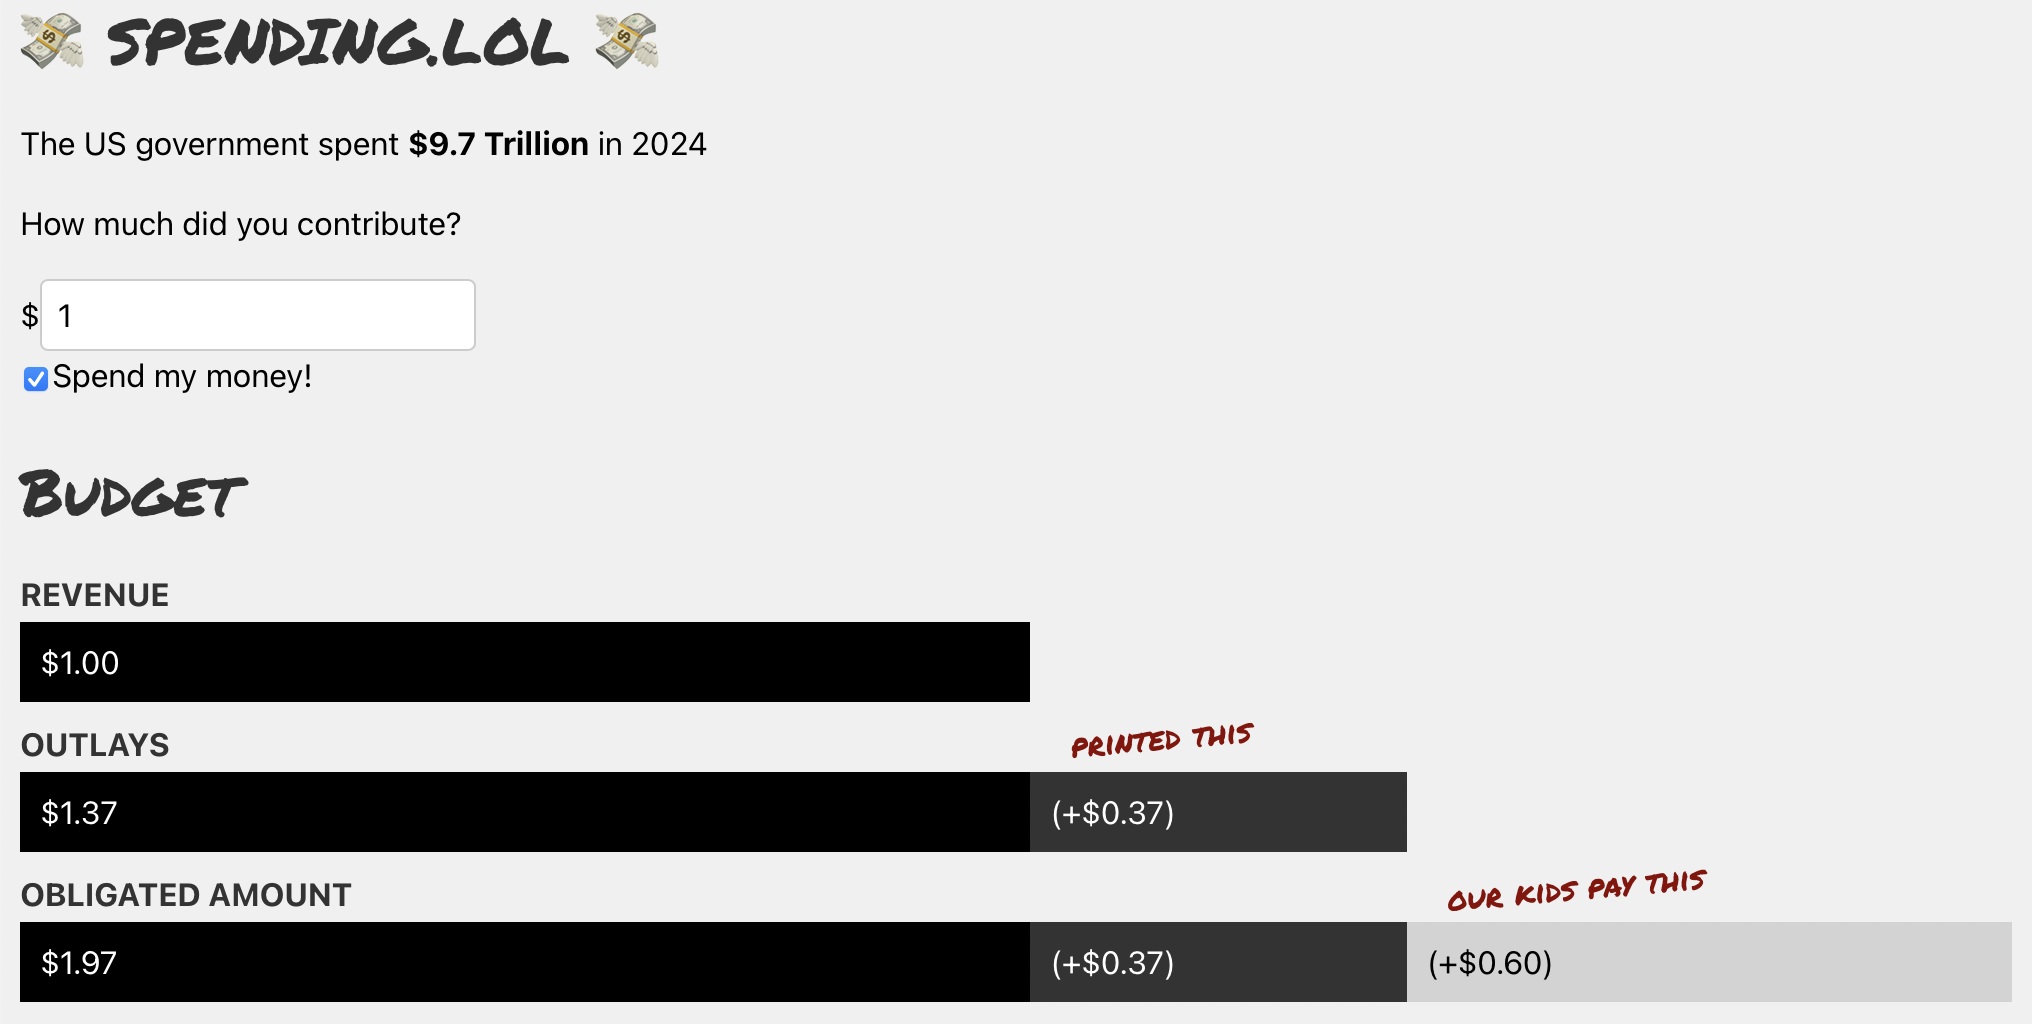 SPENDING.LOL
The US government spent $9.7 Trillion in 2024
How much did you contribute?
$ 1
Spend my money!
BUDGET
REVENUE
$1.00
PRINTED THIS
OUTLAYS
$1.37 (+$0.37)
OUR KIDS PAY THIS
OBLIGATED AMOUNT
$1.97 (+$0.37) (+$0.60)